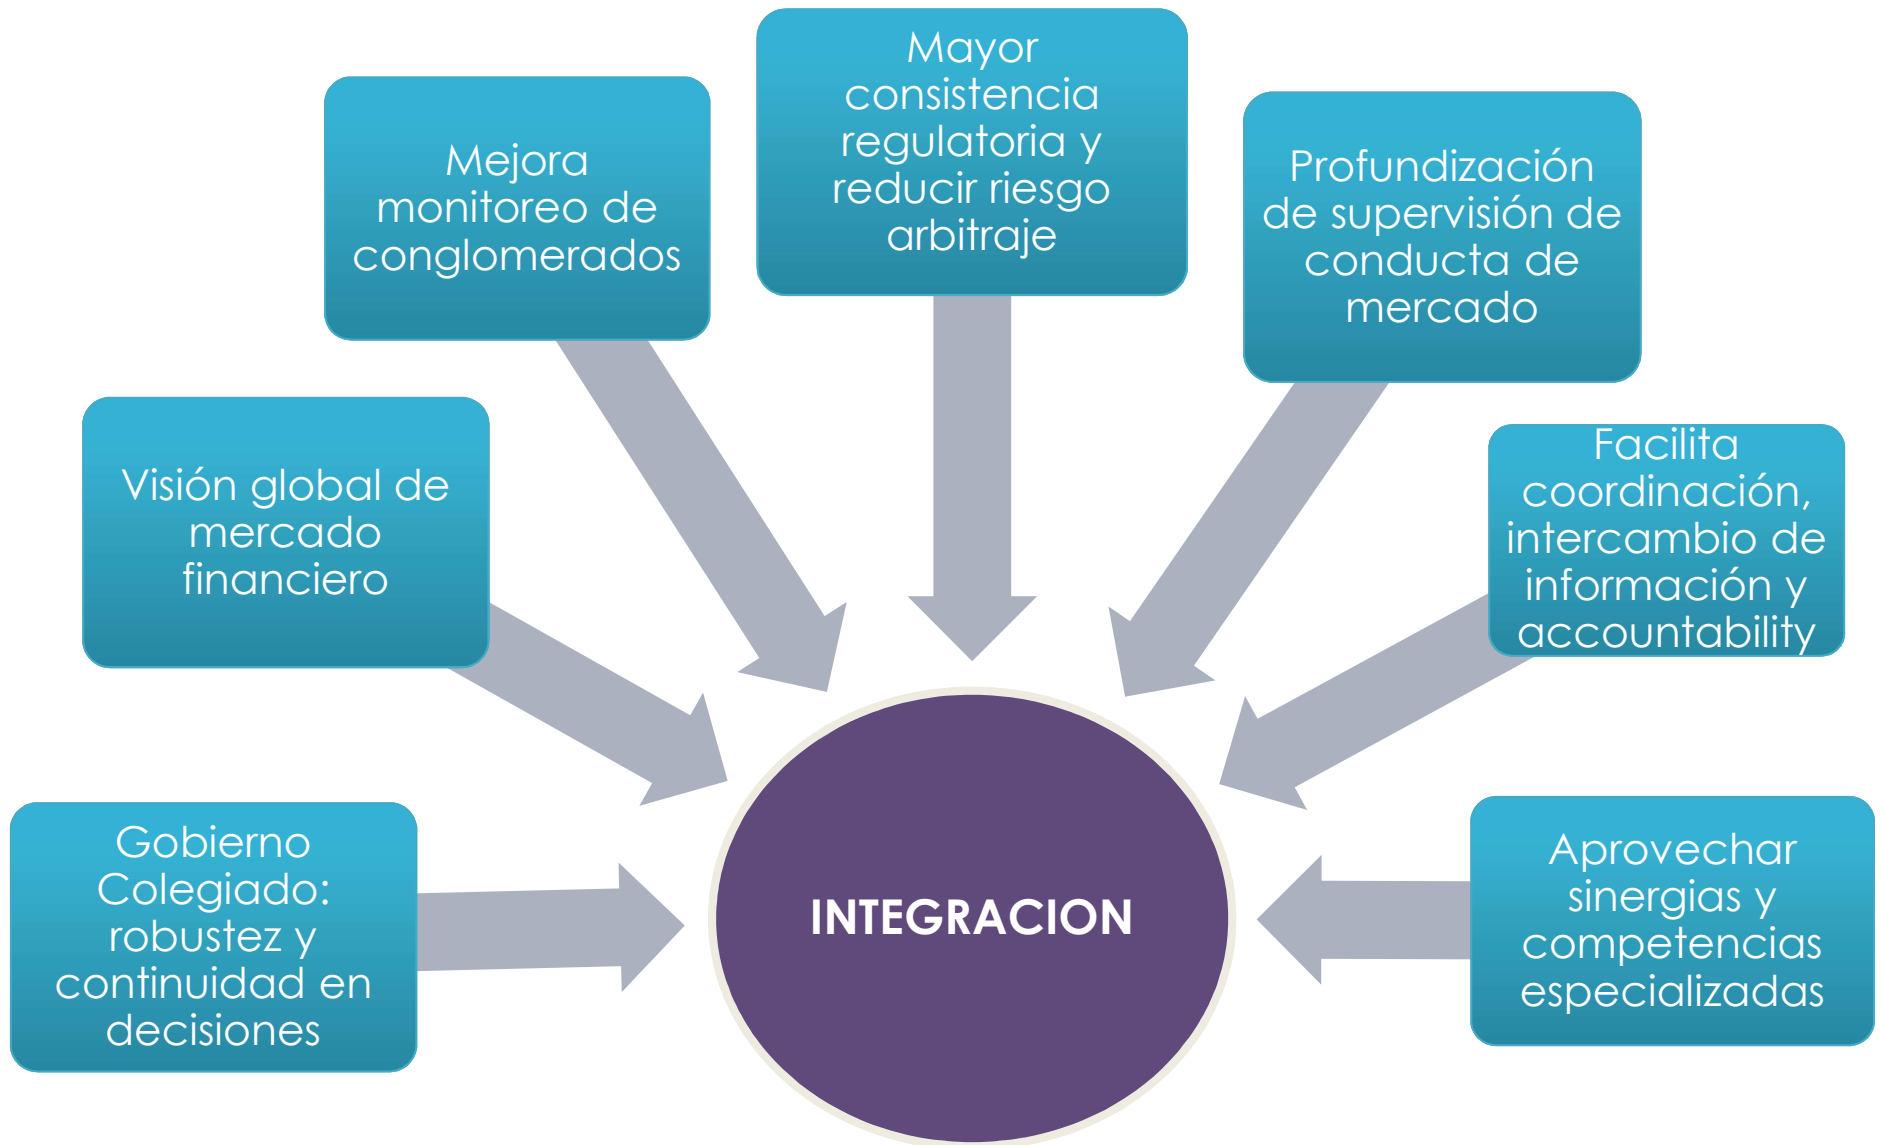 Mayor
consistencia
regulatoria y
reducir riesgo
arbitraje
Mejora
monitoreo de
conglomerados
Profundización
de supervisión de
conducta de
mercado
Visión global de
mercado
financiero
Facilita
coordinación,
intercambio de
información y
accountability
Gobierno
Colegiado:
robustez y
continuidad en
decisiones
INTEGRACION
Aprovechar
sinergias y
competencias
especializadas